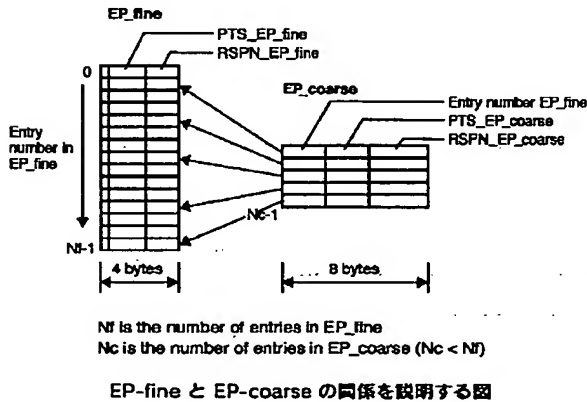 EP_fine
PTS_EP_fine
RSPN_EP_fine
0
EP_coarse
Entry number EP_fine
PTS_EP_coarse
RSPN_EP_coarse
Entry
number in
EP_fine
Nc-1
Nf-1
4 bytes
8 bytes
Nf is the number of entries in EP_fine
Nc is the number of entries in EP_coarse (Nc < Nf)
EP-fine と EP-coarse の関係を説明する図